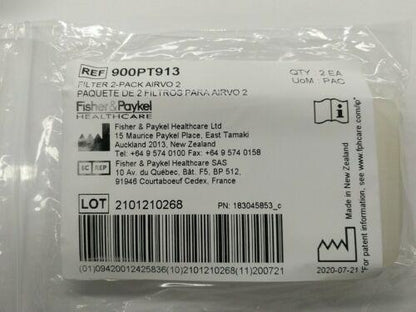 REF 900PT913
FILTER 2-PACK AIRVO 2
PAQUETE DE 2 FILTROS PARA AIRVO 2
QTY: 2 EA
UoM: PAC
Fisher & Paykel
HEALTHCARE
Fisher & Paykel Healthcare Ltd
15 Maurice Paykel Place, East Tamaki
Auckland 2013, New Zealand
Tel: +64 9 574 0100 Fax: +64 9 574 0158
EC REP
Fisher & Paykel Healthcare SAS
10 Av. du Québec, Bât. F5, BP 512,
91946 Courtaboeuf Cedex, France
LOT 2101210268
PN: 183045853_c
(01)09420012425836(10)2101210268(11)200721
2020-07-21
Made in New Zealand
*For patent information, see www.fphcare.com/ip*